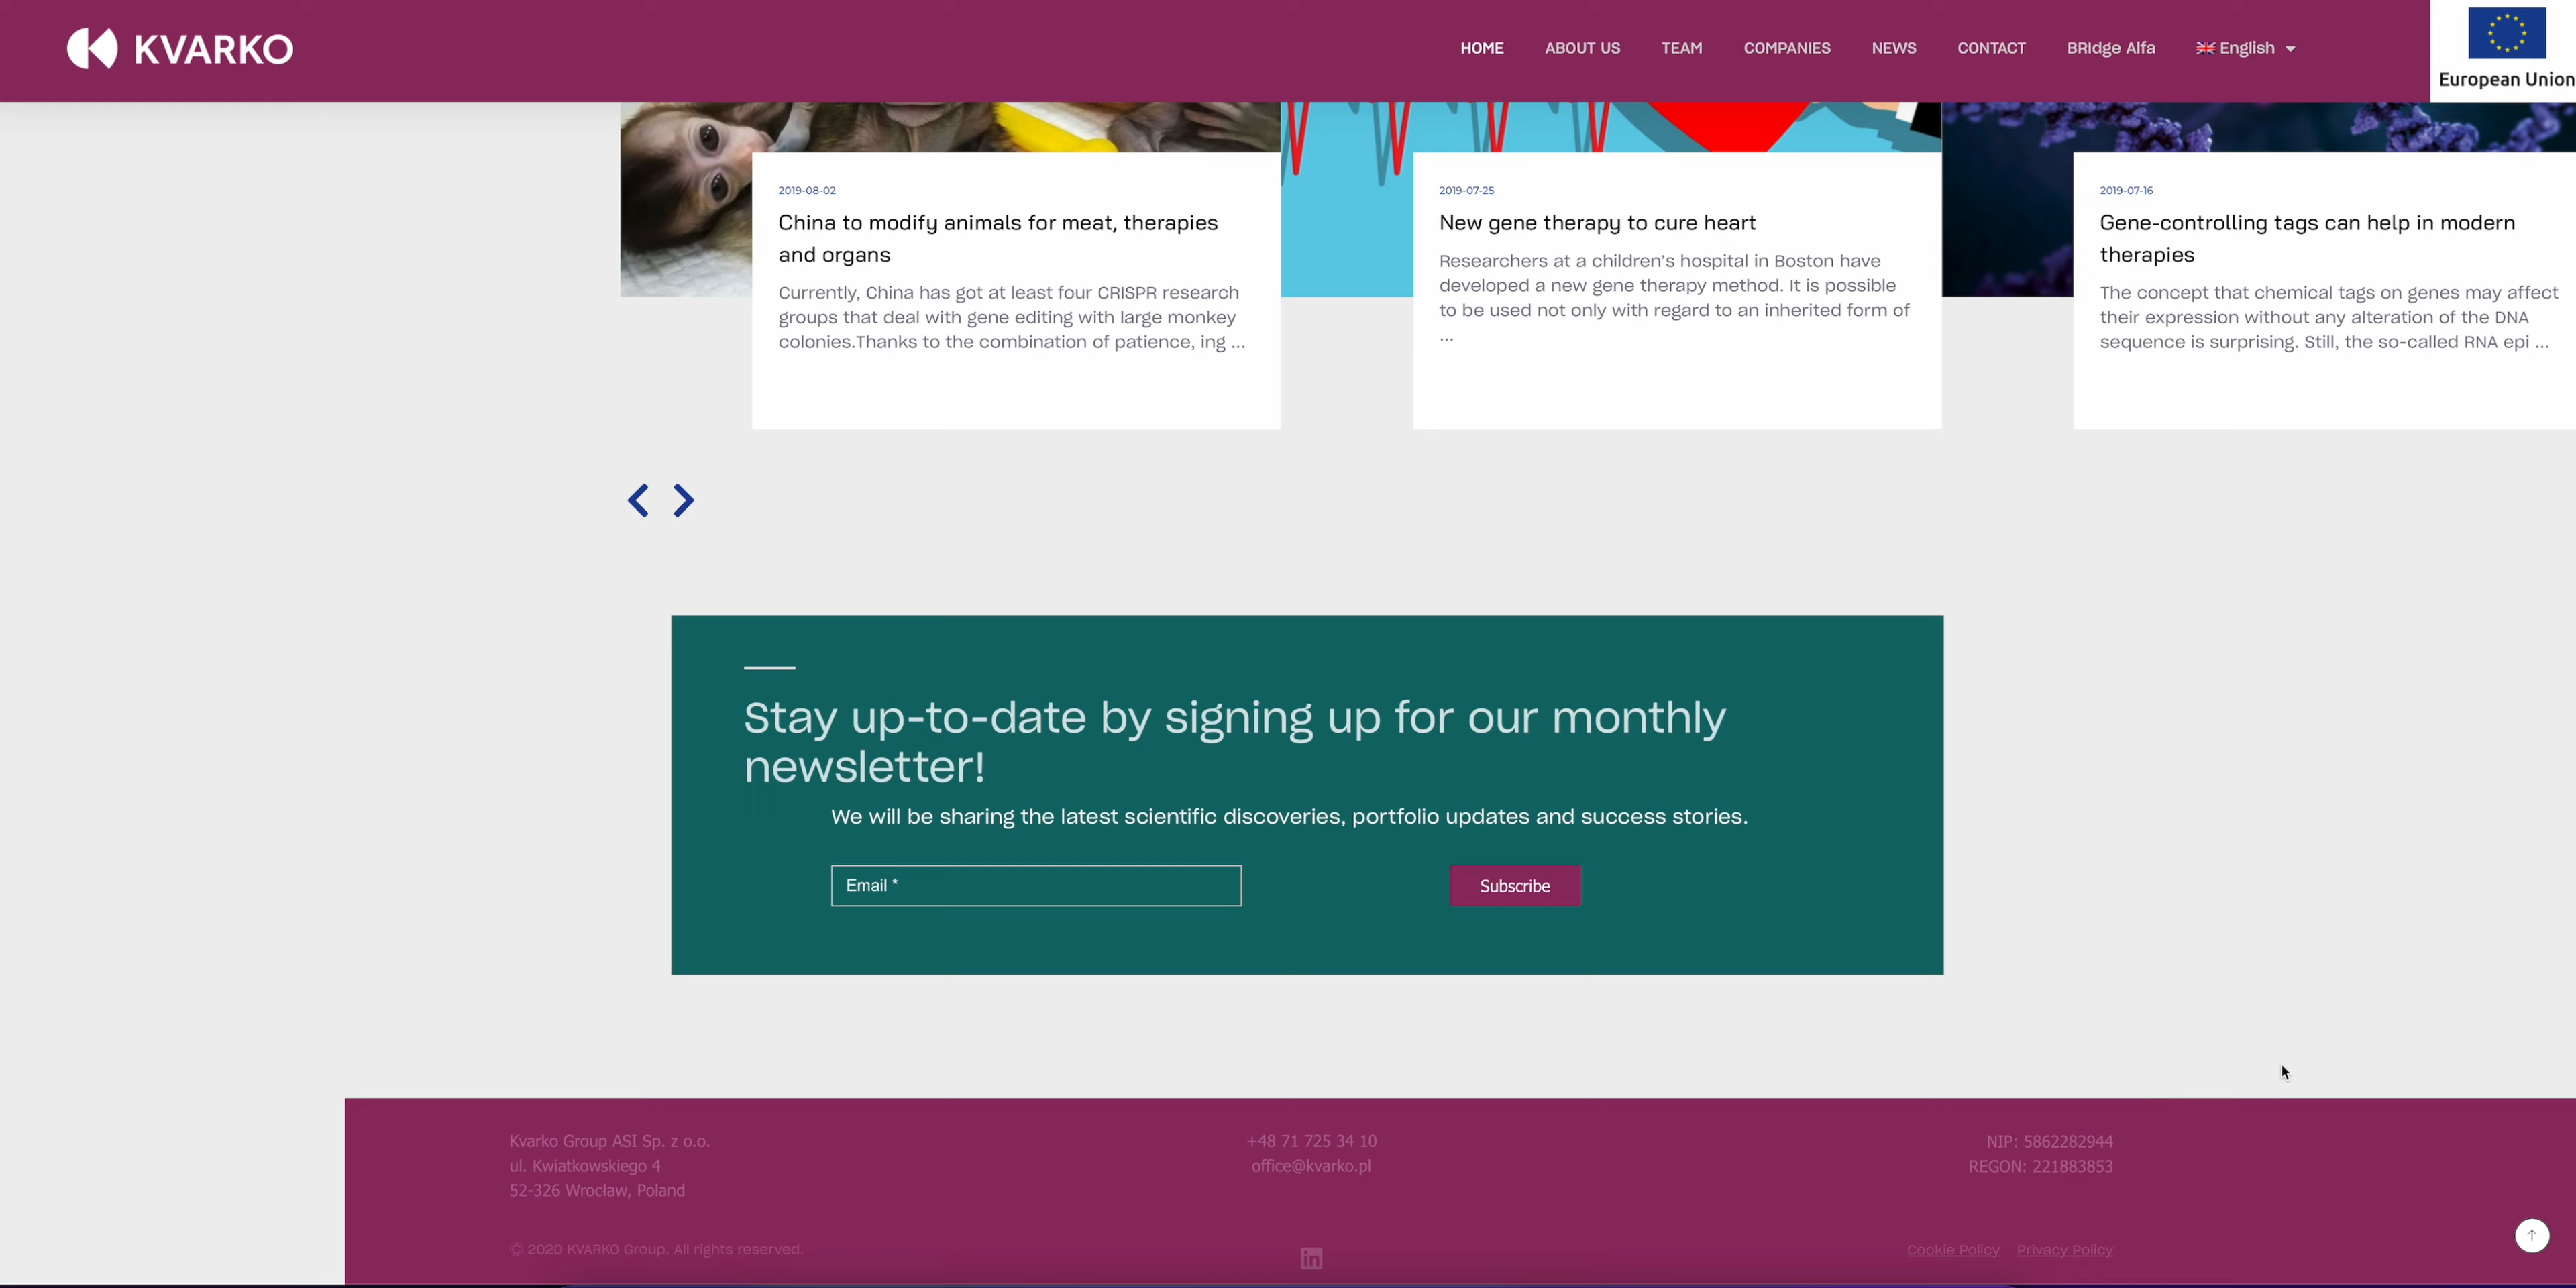 KVARKO
HOME ABOUT US TEAM COMPANIES NEWS CONTACT BRIdge Alfa English
European Union
2019-08-02
China to modify animals for meat, therapies
and organs
Currently, China has got at least four CRISPR research
groups that deal with gene editing with large monkey
colonies.Thanks to the combination of patience, ing ...
2019-07-25
New gene therapy to cure heart
Researchers at a children's hospital in Boston have
developed a new gene therapy method. It is possible
to be used not only with regard to an inherited form of
...
2019-07-16
Gene-controlling tags can help in modern
therapies
The concept that chemical tags on genes may affect
their expression without any alteration of the DNA
sequence is surprising. Still, the so-called RNA epi ...
Stay up-to-date by signing up for our monthly
newsletter!
We will be sharing the latest scientific discoveries, portfolio updates and success stories.
Email *
Subscribe
Kvarko Group ASI Sp. z o.o.
ul. Kwiatkowskiego 4
52-326 Wrocław, Poland
+48 71 725 34 10
office@kvarko.pl
NIP: 5862282944
REGON: 221883853
© 2020 KVARKO Group. All rights reserved.
in
Cookie Policy Privacy Policy